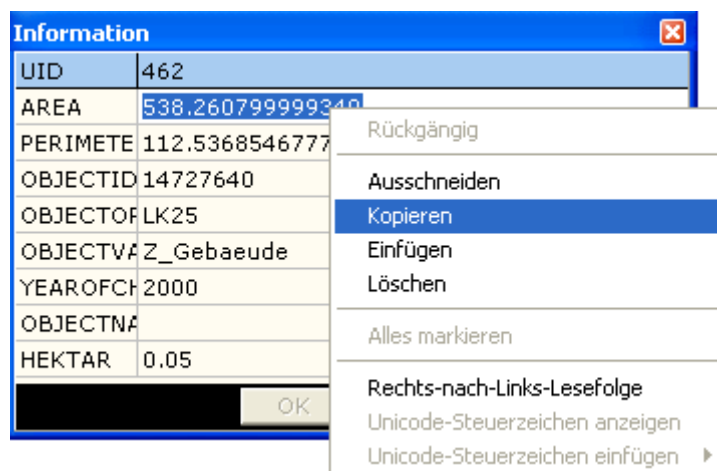 Information
UID 462
AREA 538.260799999340
PERIMETE 112.5368546777
OBJECTID 14727640
OBJECTOF LK25
OBJECTVA Z_Gebaeude
YEAROFCH 2000
OBJECTNA
HEKTAR 0.05
OK
Rückgängig
Ausschneiden
Kopieren
Einfügen
Löschen
Alles markieren
Rechts-nach-Links-Lesefolge
Unicode-Steuerzeichen anzeigen
Unicode-Steuerzeichen einfügen